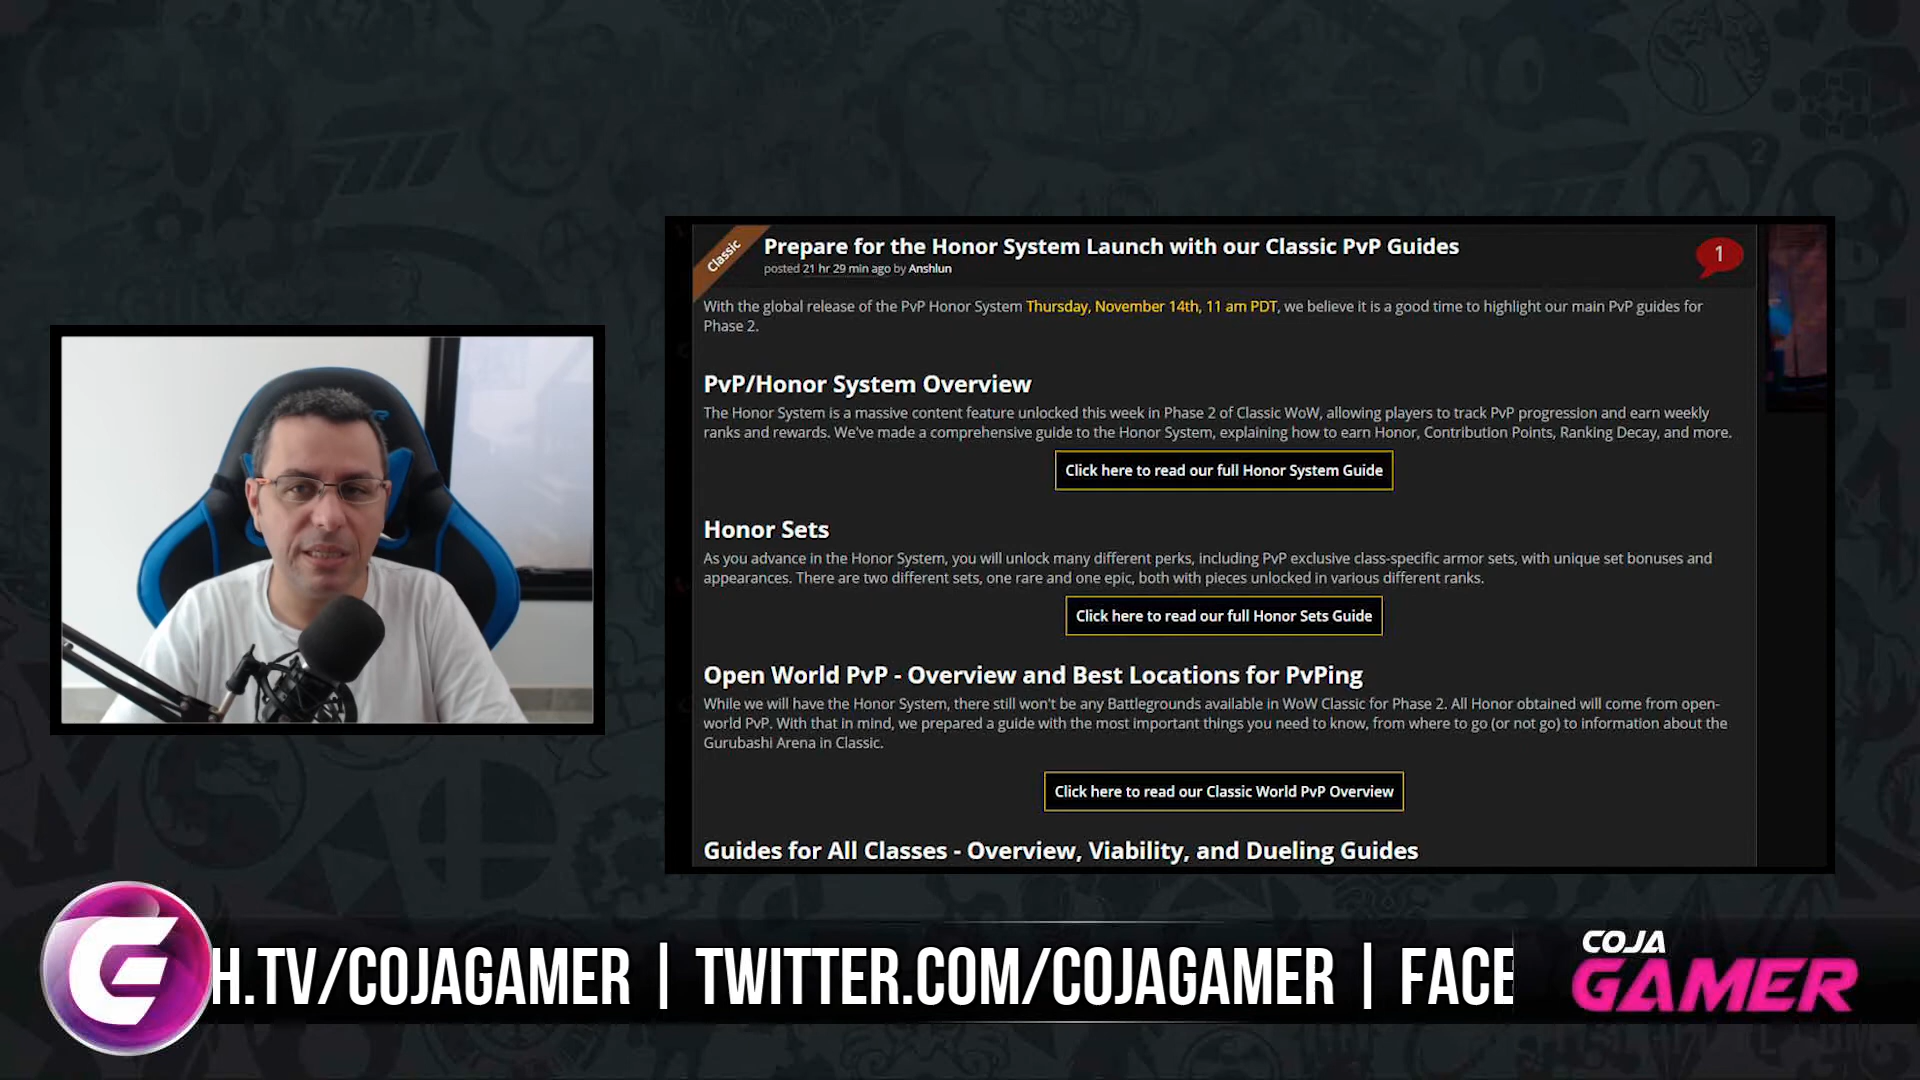 Classic
Prepare for the Honor System Launch with our Classic PvP Guides
posted 21 hr 29 min ago by Anshlun
1
With the global release of the PvP Honor System Thursday, November 14th, 11 am PDT, we believe it is a good time to highlight our main PvP guides for
Phase 2.
PvP/Honor System Overview
The Honor System is a massive content feature unlocked this week in Phase 2 of Classic WoW, allowing players to track PvP progression and earn weekly
ranks and rewards. We've made a comprehensive guide to the Honor System, explaining how to earn Honor, Contribution Points, Ranking Decay, and more.
Click here to read our full Honor System Guide
Honor Sets
As you advance in the Honor System, you will unlock many different perks, including PvP exclusive class-specific armor sets, with unique set bonuses and
appearances. There are two different sets, one rare and one epic, both with pieces unlocked in various different ranks.
Click here to read our full Honor Sets Guide
Open World PvP - Overview and Best Locations for PvPing
While we will have the Honor System, there still won't be any Battlegrounds available in WoW Classic for Phase 2. All Honor obtained will come from open-
world PvP. With that in mind, we prepared a guide with the most important things you need to know, from where to go (or not go) to information about the
Gurubashi Arena in Classic.
Click here to read our Classic World PvP Overview
Guides for All Classes - Overview, Viability, and Dueling Guides
H.TV/COJAGAMER | TWITTER.COM/COJAGAMER | FACE
COJA
GAMER